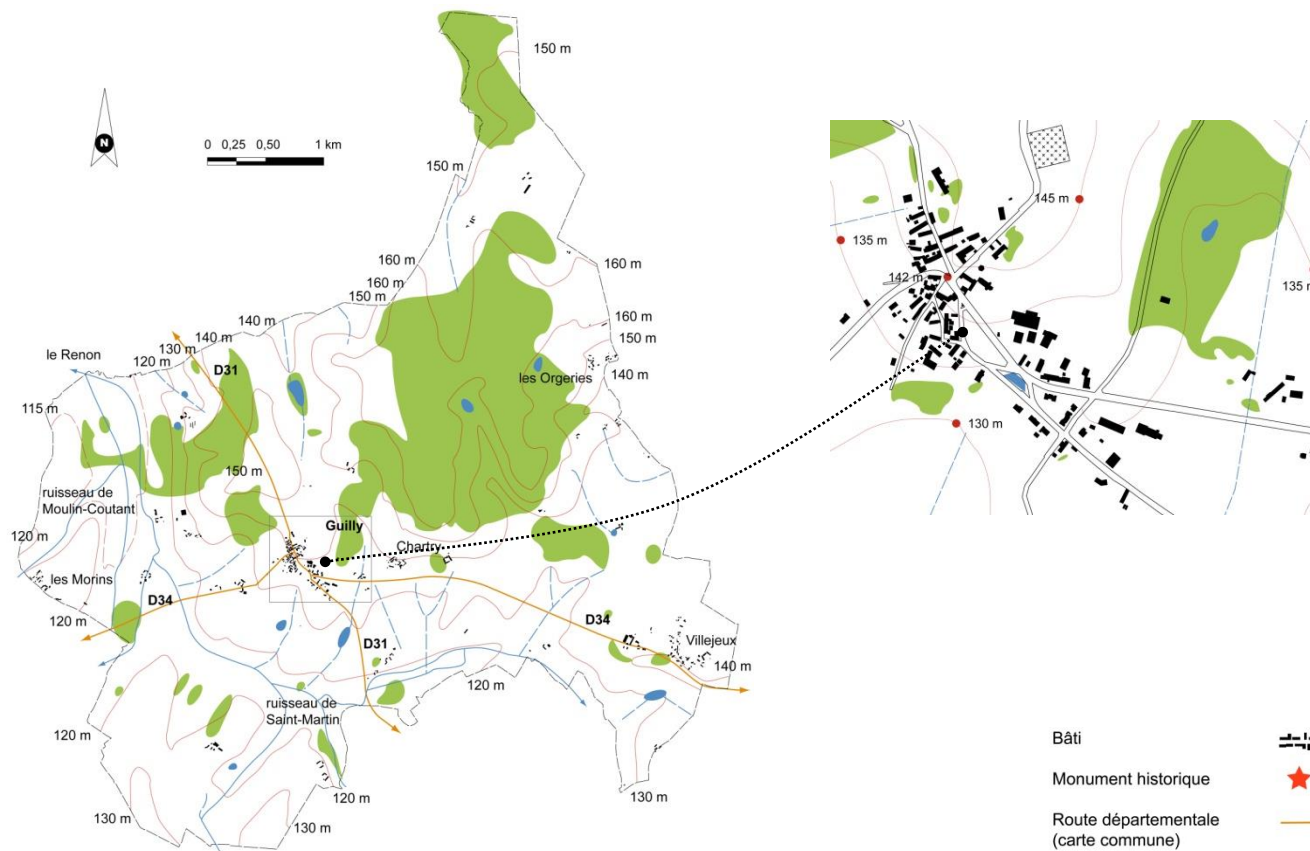 150 m
N
0 0,25 0,50 1 km
150 m
145 m
135 m
142 m
135 m
130 m
160 m
160 m
160 m
150 m
160 m
140 m
150 m
140 m
140 m
130 m
le Renon
120 m
D31
les Orgeries
115 m
150 m
ruisseau de
Moulin-Coutant
Guilly
120 m
Chartry
les Morins
D34
120 m
D34
D31
Villejeux
140 m
120 m
ruisseau de
Saint-Martin
120 m
120 m
130 m
130 m
130 m
Bâti
Monument historique
Route départementale
(carte commune)